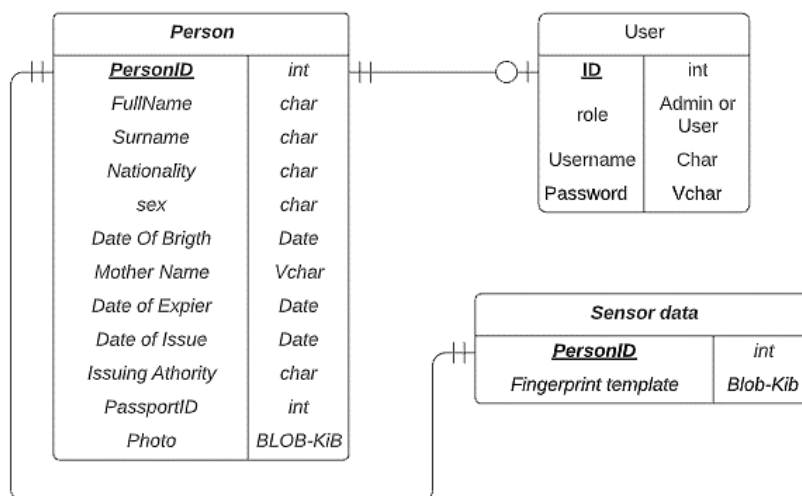 Person
PersonID int
FullName char
Surname char
Nationality char
sex char
Date Of Brigth Date
Mother Name Vchar
Date of Expier Date
Date of Issue Date
Issuing Athority char
PassportID int
Photo BLOB-KiB
User
ID int
role Admin or User
Username Char
Password Vchar
Sensor data
PersonID int
Fingerprint template Blob-Kib